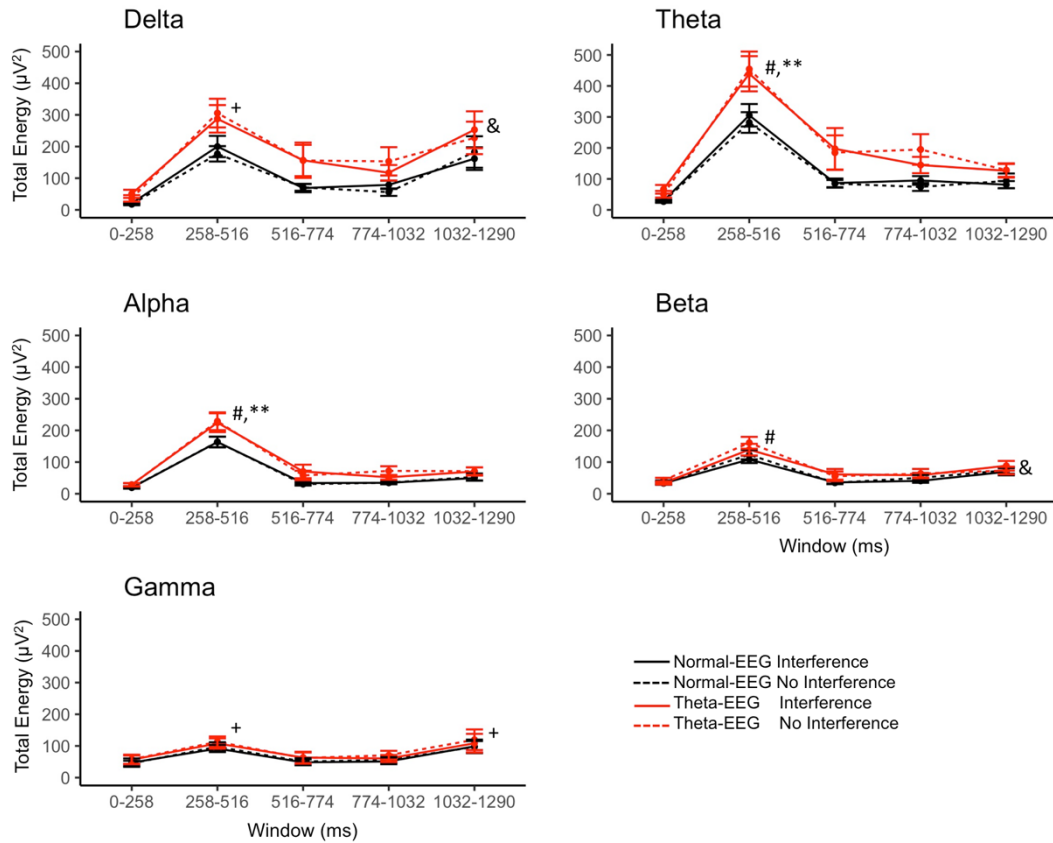 Delta
Total Energy (µV²)
500
400
300
200
100
0
+
&
0-258 258-516 516-774 774-1032 1032-1290
Theta
500
400
300
200
100
0
#,**
0-258 258-516 516-774 774-1032 1032-1290
Alpha
Total Energy (µV²)
500
400
300
200
100
0
#,**
0-258 258-516 516-774 774-1032 1032-1290
Beta
500
400
300
200
100
0
#
&
0-258 258-516 516-774 774-1032 1032-1290
Window (ms)
Gamma
Total Energy (µV²)
500
400
300
200
100
0
+
+
0-258 258-516 516-774 774-1032 1032-1290
Window (ms)
Normal-EEG Interference
Normal-EEG No Interference
Theta-EEG Interference
Theta-EEG No Interference